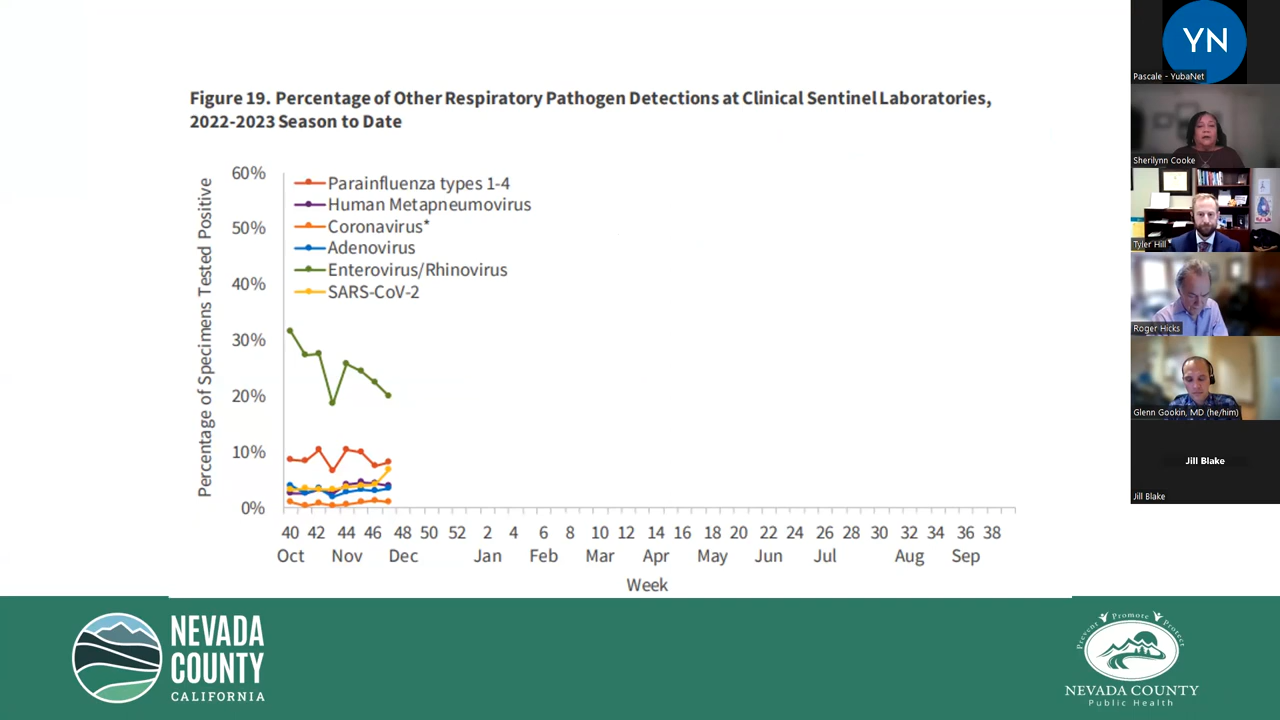 Figure 19. Percentage of Other Respiratory Pathogen Detections at Clinical Sentinel Laboratories,
2022-2023 Season to Date
Percentage of Specimens Tested Positive
60%
50%
40%
30%
20%
10%
0%
Parainfluenza types 1-4
Human Metapneumovirus
Coronavirus*
Adenovirus
Enterovirus/Rhinovirus
SARS-CoV-2
40 42 44 46 48 50 52 2 4 6 8 10 12 14 16 18 20 22 24 26 28 30 32 34 36 38
Oct Nov Dec Jan Feb Mar Apr May Jun Jul Aug Sep
Week
NEVADA
COUNTY
CALIFORNIA
Prevent Promote Protect
NEVADA COUNTY
Public Health
YN
Pascale - YubaNet
Sherilynn Cooke
Tyler Hill
Roger Hicks
Glenn Gookin, MD (he/him)
Jill Blake
Jill Blake